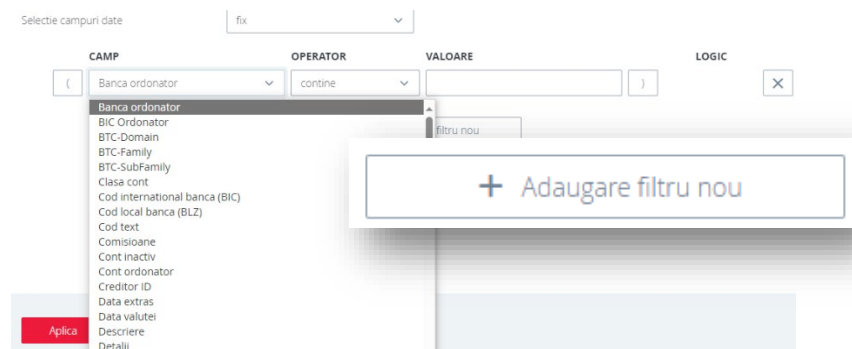 Selectie campuri date fix
CAMP OPERATOR VALOARE LOGIC
( Banca ordonator contine )
Banca ordonator
BIC Ordonator
BTC-Domain
BTC-Family
BTC-SubFamily
Clasa cont
Cod international banca (BIC)
Cod local banca (BLZ)
Cod text
Comisioane
Cont inactiv
Cont ordonator
Creditor ID
Data extras
Data valutei
Descriere
Detalii
filtru nou
+ Adaugare filtru nou
Aplica